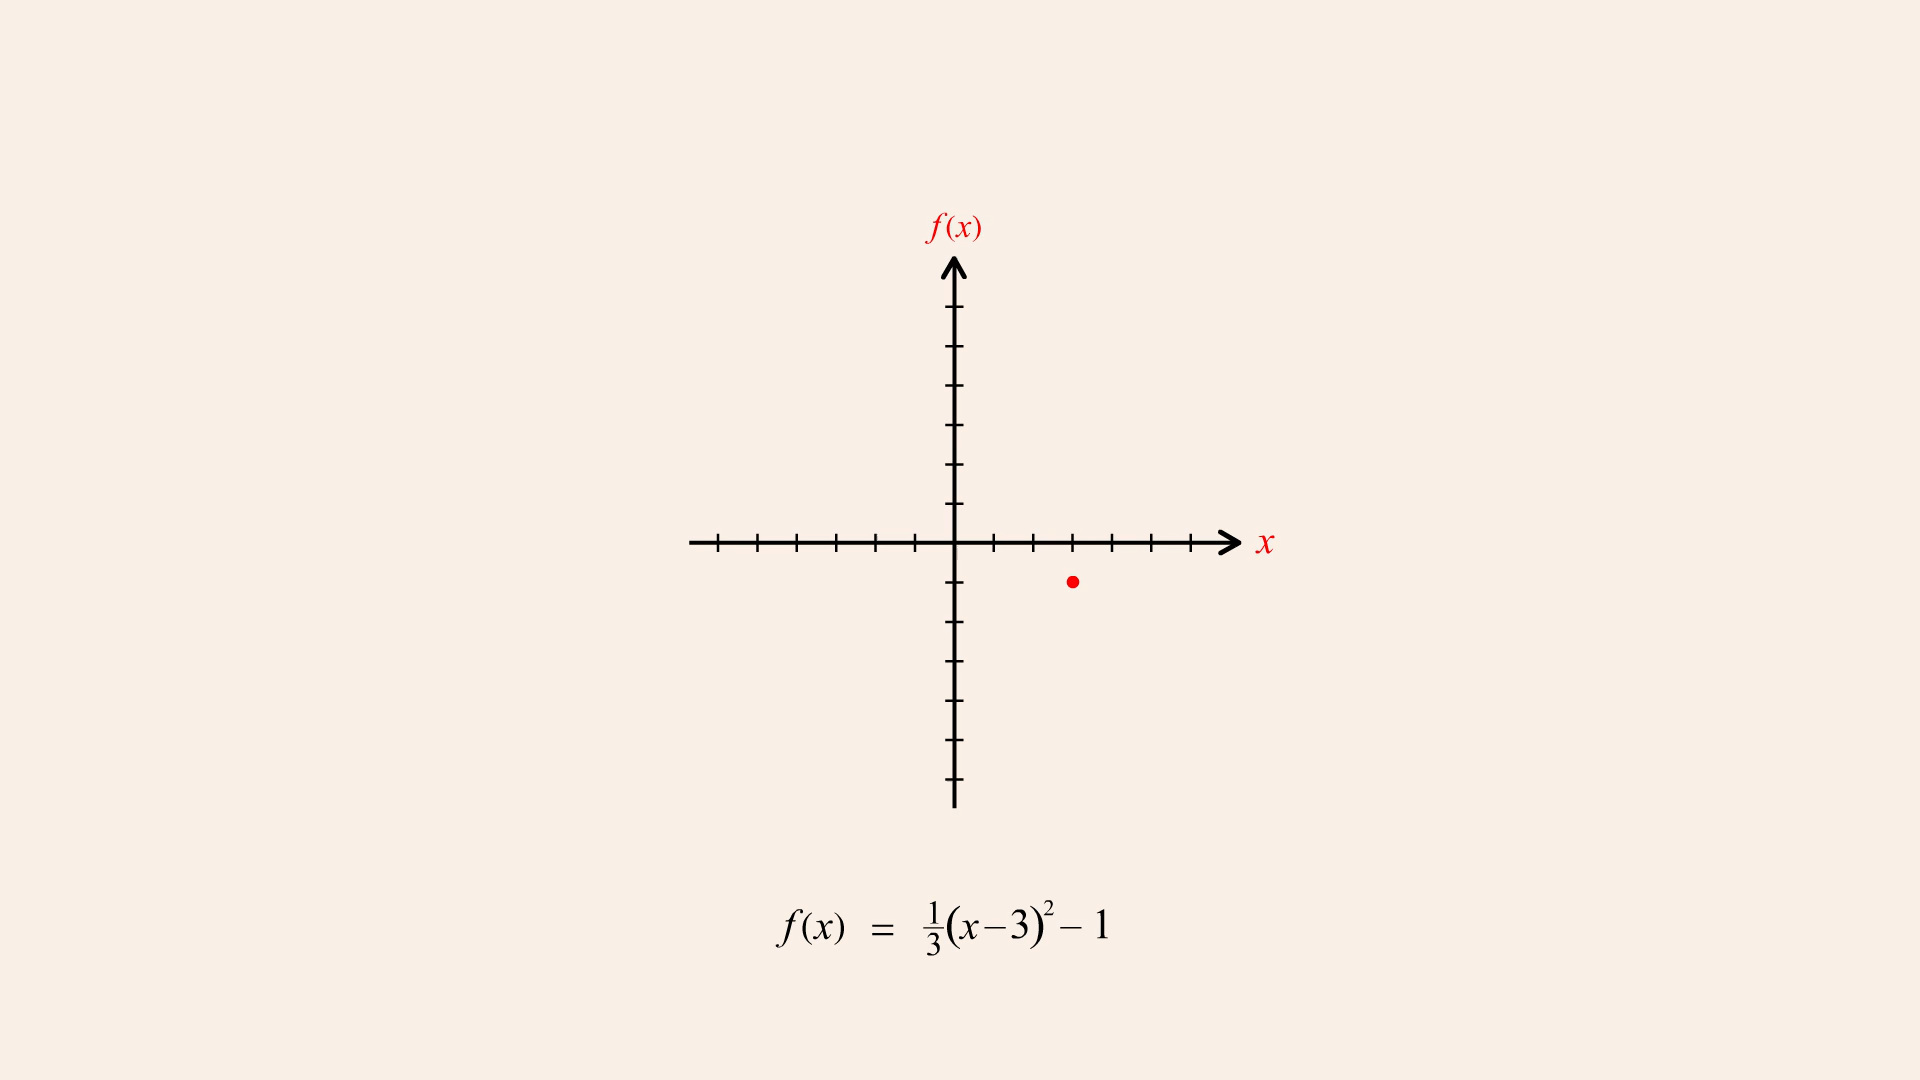 f(x)
x
f(x) = 1/3(x−3)² − 1